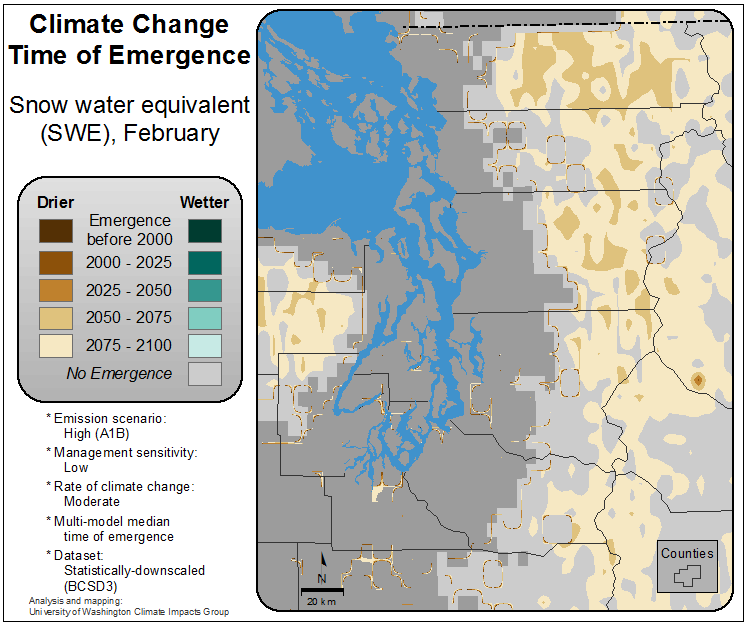 Climate Change
Time of Emergence
Snow water equivalent
(SWE), February
Drier Wetter
Emergence
before 2000
2000 - 2025
2025 - 2050
2050 - 2075
2075 - 2100
No Emergence
* Emission scenario:
High (A1B)
* Management sensitivity:
Low
* Rate of climate change:
Moderate
* Multi-model median
time of emergence
* Dataset:
Statistically-downscaled
(BCSD3)
Analysis and mapping:
University of Washington Climate Impacts Group
N
20 km
Counties